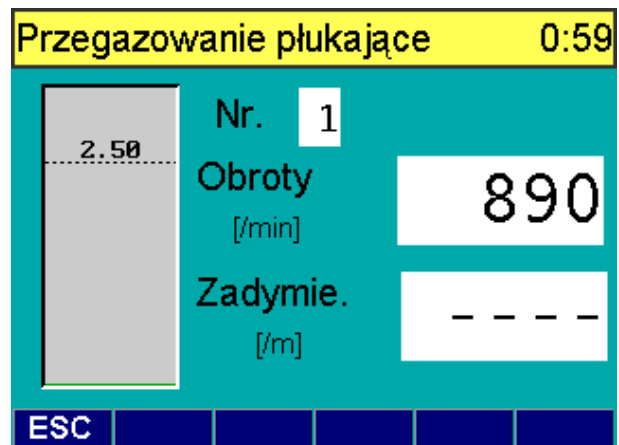 Przegazowanie płukające 0:59
Nr. 1
2.50
Obroty 890
[/min]
Zadymie. – – – –
[/m]
ESC